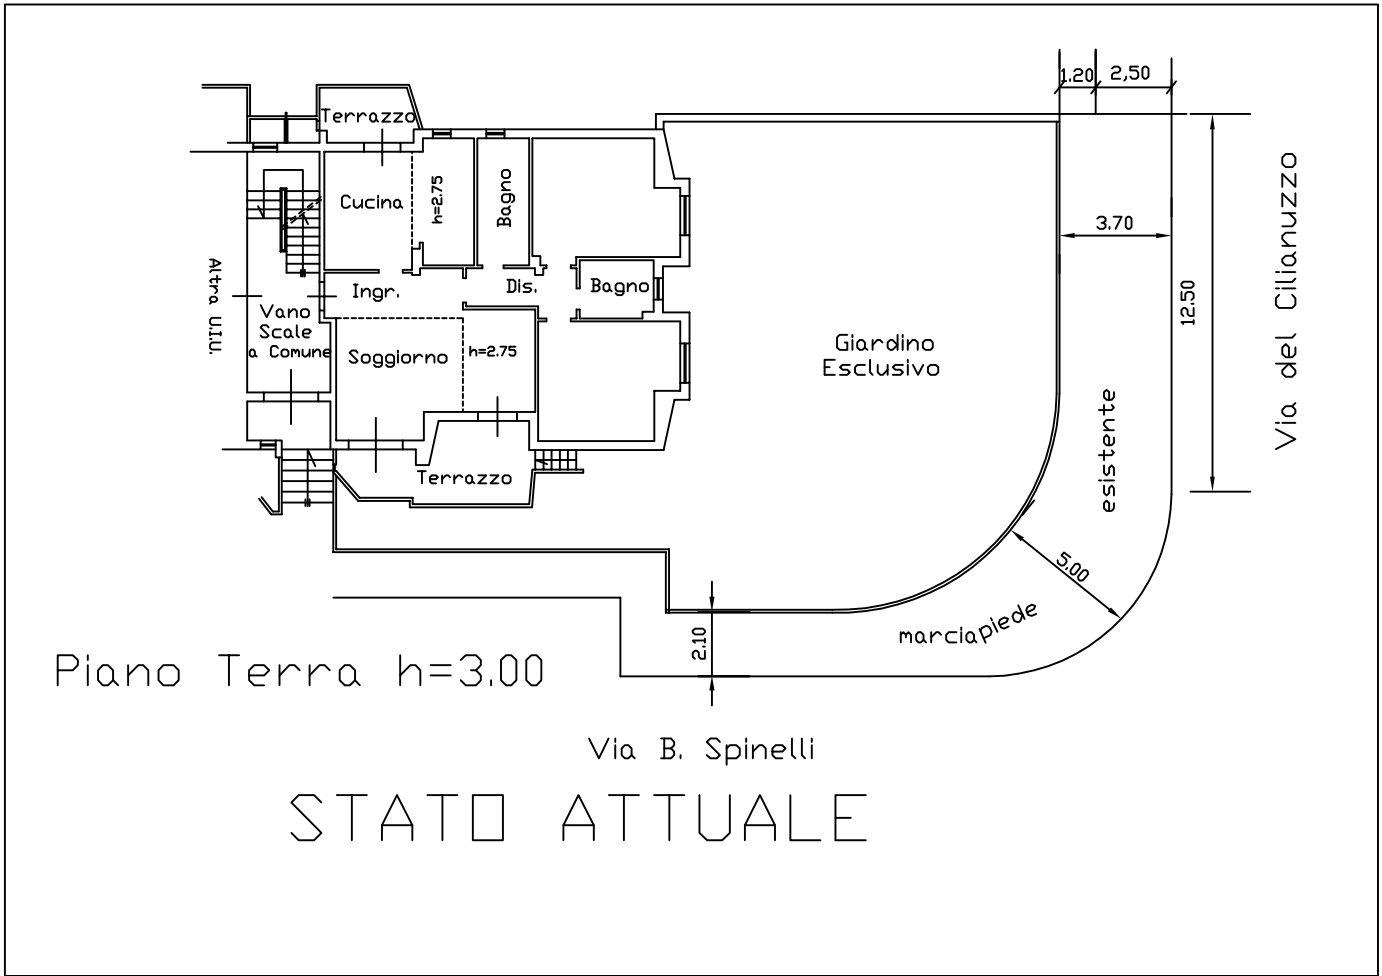 1.20
2,50
Terrazzo
Cucina
h=2.75
Bagno
3.70
Via del Cilianuzzo
12.50
Altra U.I.U.
Ingr.
Dis.
Bagno
Vano
Scale
a Comune
Soggiorno
h=2.75
Giardino
Esclusivo
esistente
Terrazzo
5.00
marciapiede
2.10
Piano Terra h=3.00
Via B. Spinelli
STATO ATTUALE